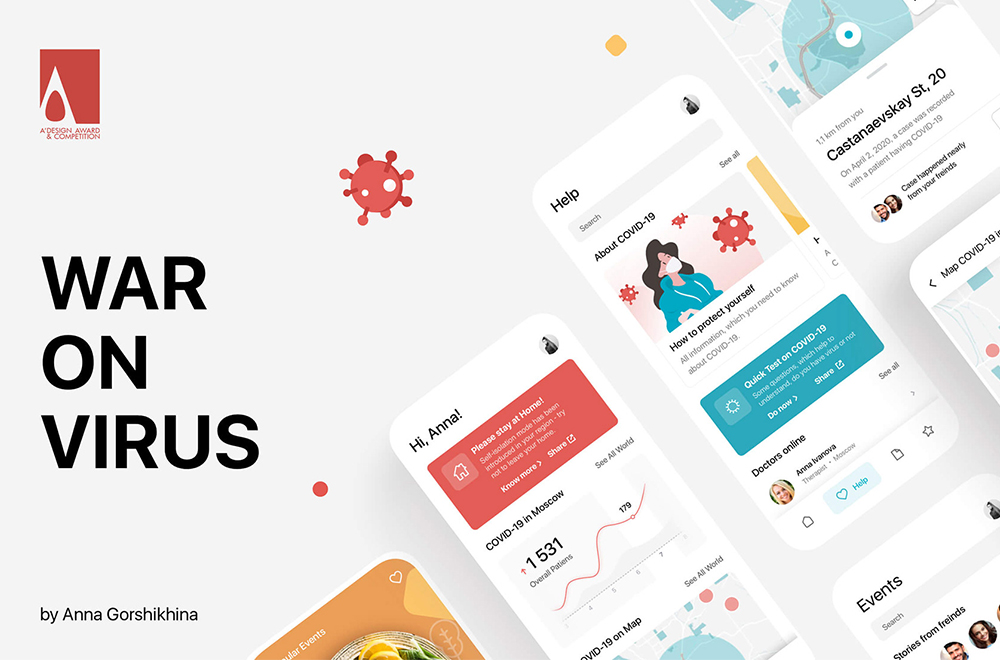 A'DESIGN AWARD
& COMPETITION
WAR
ON
VIRUS
by Anna Gorshikhina
Hi, Anna!
Please stay at Home!
Self-isolation mode has been
introduced in your region - try
not to leave your home.
Know more
Share
See All World
COVID-19 in Moscow
1 531
Overall Patiens
179
4
5
6
7
See All World
OVID-19 on Map
ular Events
Help
Search
About COVID-19
See all
How to protect yourself
All information, which you need to know
about COVID-19.
H
A
C
Quick Test on COVID-19
Some questions, which help to
understand, do you have virus or not
Do now
Share
See all
Doctors online
Anna Ivanova
Therapist • Moscow
Help
1,1 km from you
Castanaevskay St, 20
On April 2, 2020, a case was recorded
with a patient having COVID-19
Case happened nearly
from your freinds
Map COVID-19 in
Events
Search
Stories from freinds